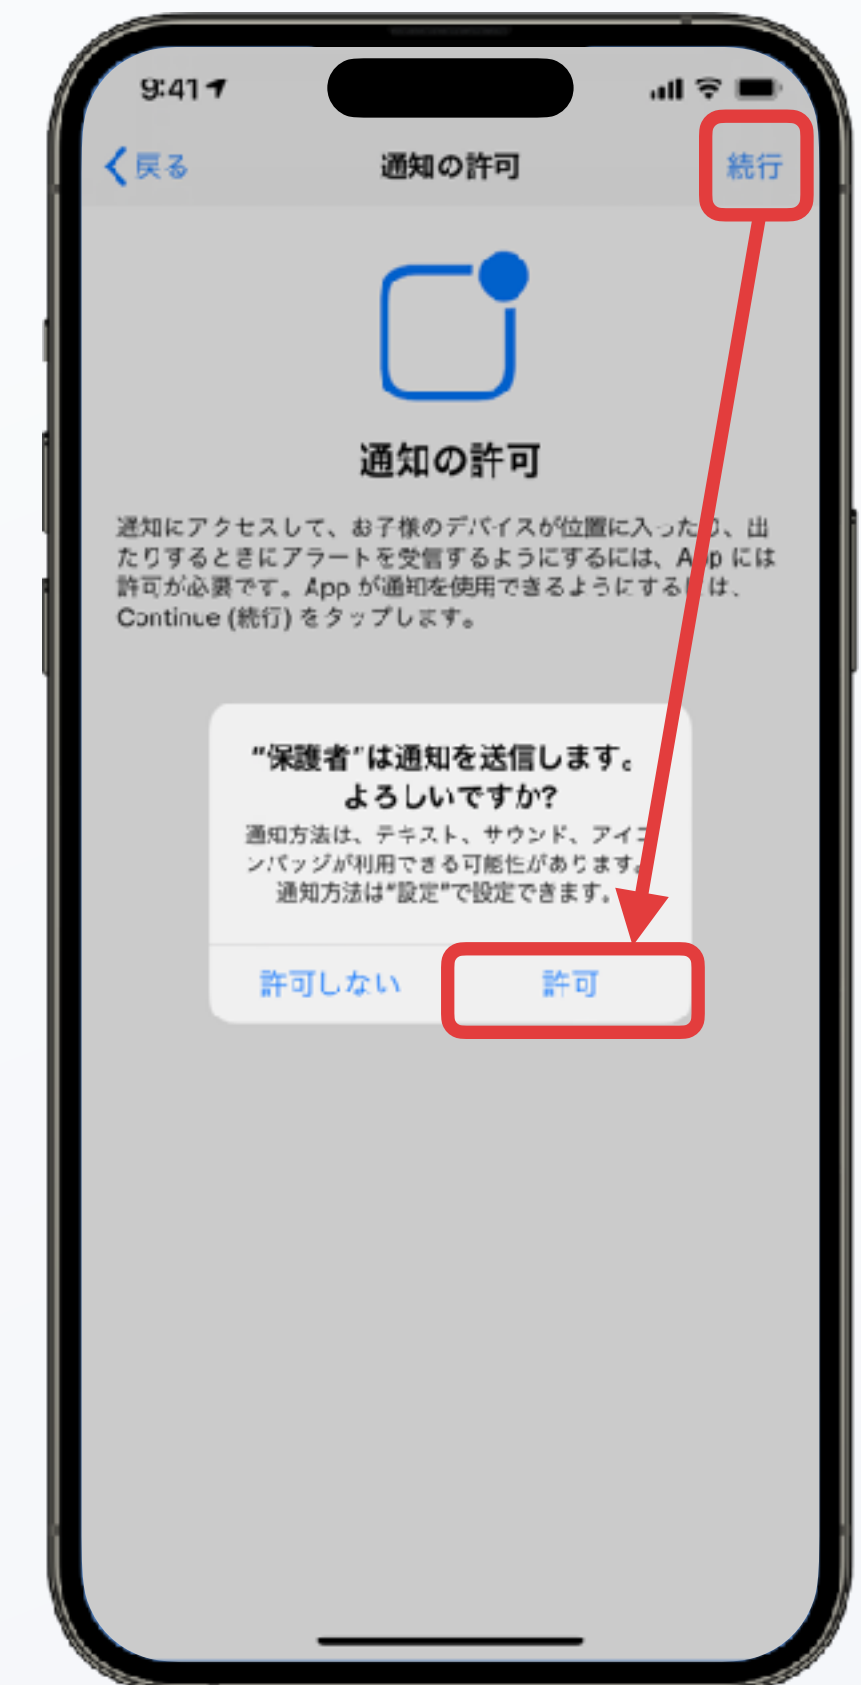 9:41
戻る
通知の許可
続行
通知の許可
通知にアクセスして、お子様のデバイスが位置に入ったり、出
たりするときにアラートを受信するようにするには、App には
許可が必要です。App が通知を使用できるようにするには、
Continue (続行) をタップします。
"保護者"は通知を送信します。
よろしいですか?
通知方法は、テキスト、サウンド、アイコ
ンバッジが利用できる可能性があります。
通知方法は"設定"で設定できます。
許可しない
許可